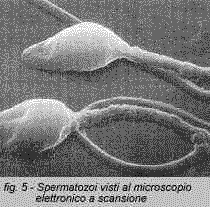 fig. 5 - Spermatozoi visti al microscopio
elettronico a scansione